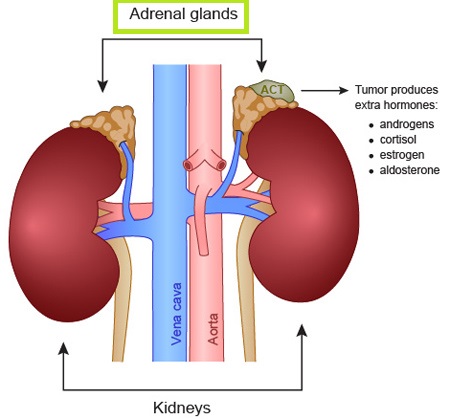 Adrenal glands
ACT
Tumor produces
extra hormones:
• androgens
• cortisol
• estrogen
• aldosterone
Vena cava
Aorta
Kidneys